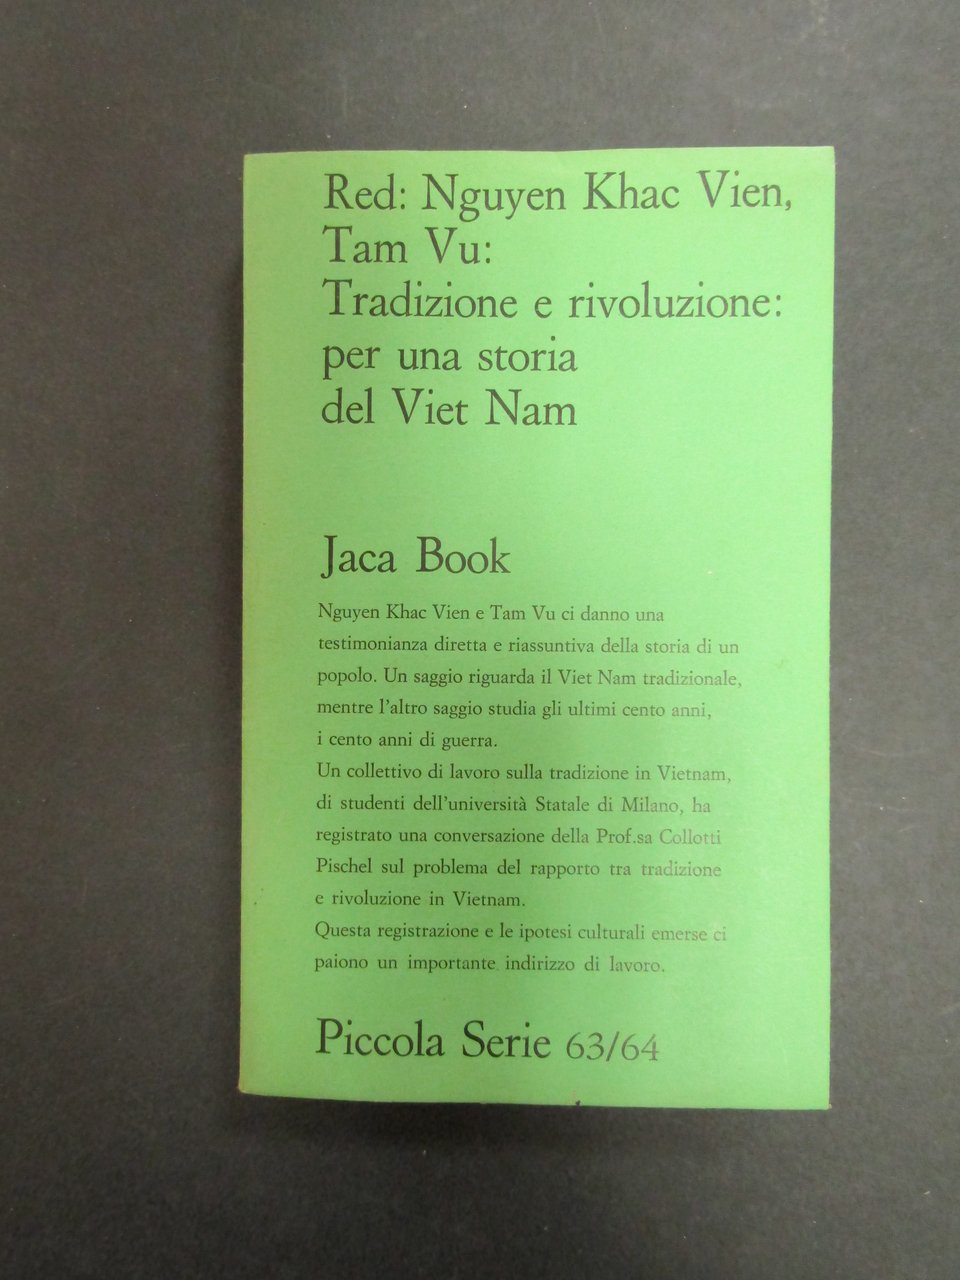 Red: Nguyen Khac Vien,
Tam Vu:
Tradizione e rivoluzione:
per una storia
del Viet Nam
Jaca Book
Nguyen Khac Vien e Tam Vu ci danno una
testimonianza diretta e riassuntiva della storia di un
popolo. Un saggio riguarda il Viet Nam tradizionale,
mentre l'altro saggio studia gli ultimi cento anni,
i cento anni di guerra.
Un collettivo di lavoro sulla tradizione in Vietnam,
di studenti dell'università Statale di Milano, ha
registrato una conversazione della Prof.sa Collotti
Pischel sul problema del rapporto tra tradizione
e rivoluzione in Vietnam.
Questa registrazione e le ipotesi culturali emerse ci
paiono un importante indirizzo di lavoro.
Piccola Serie 63/64